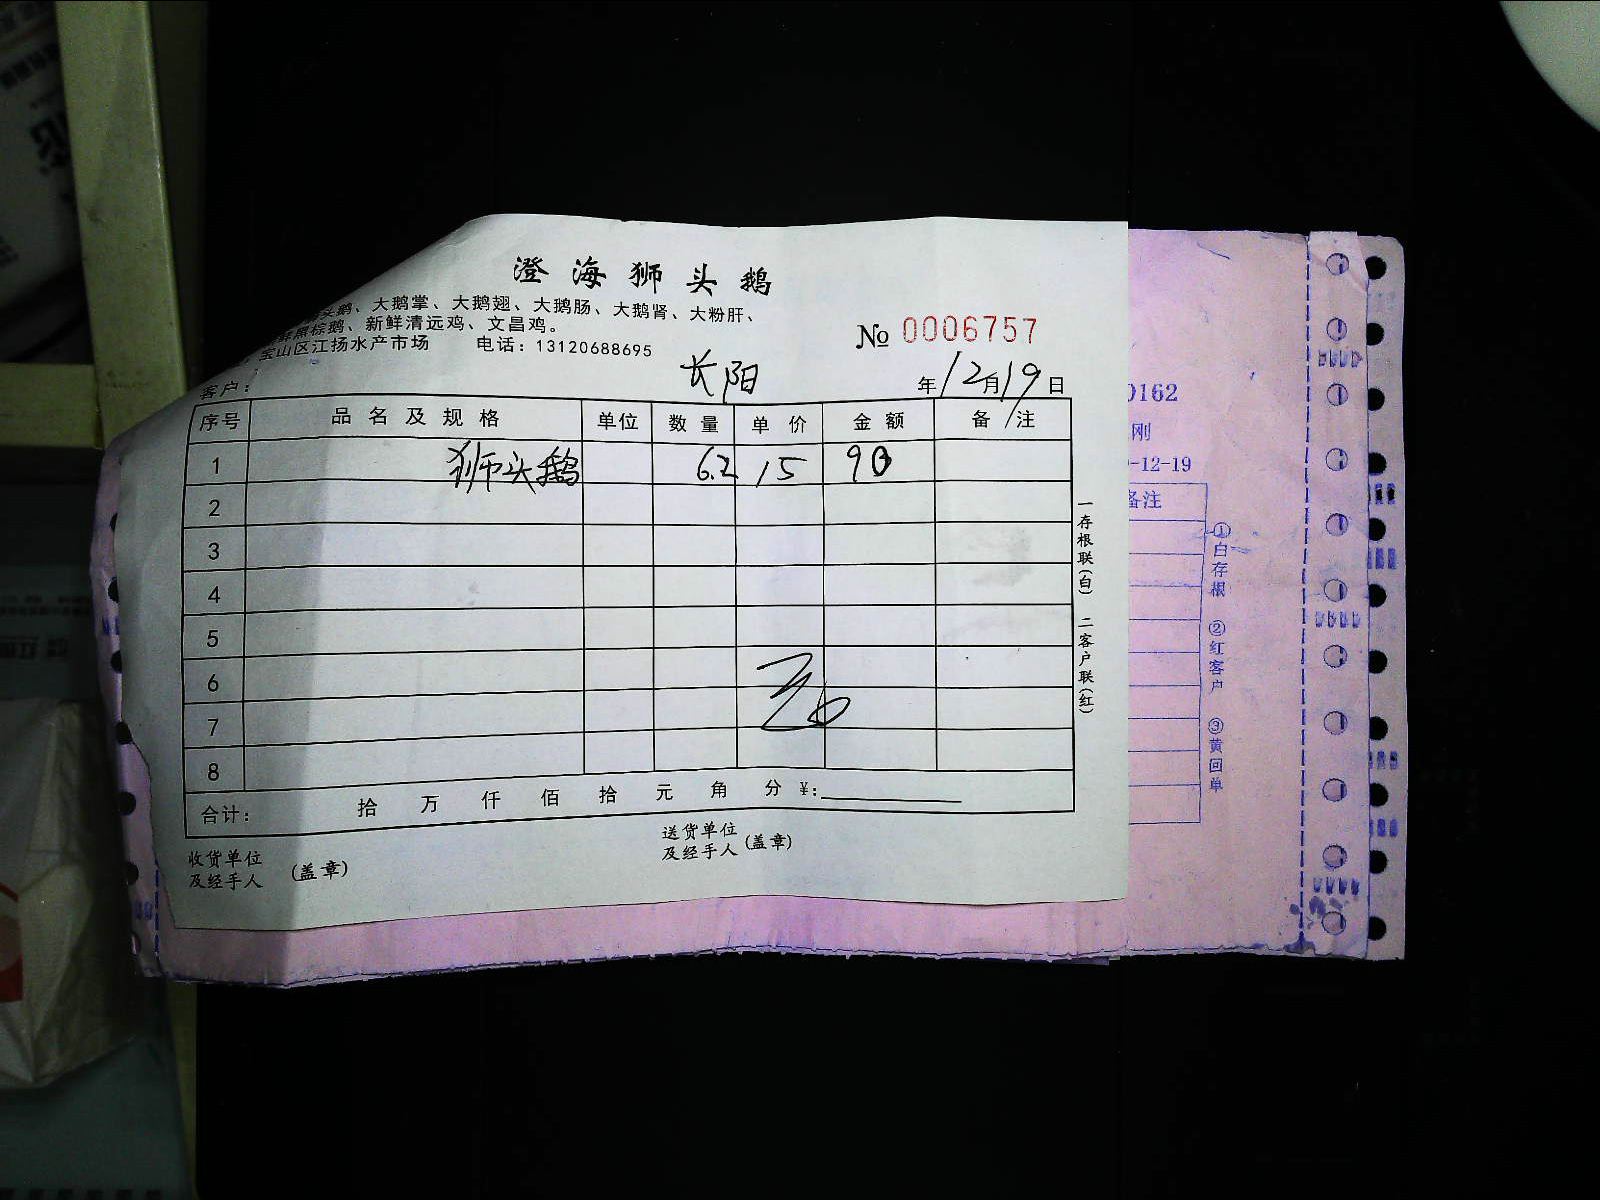 澄海狮头鹅
头鹅、大鹅掌、大鹅翅、大鹅肠、大鹅肾、大粉肝、
棕鹅、新鲜清远鸡、文昌鸡。
宝山区江扬水产市场 电话：13120688695
№ 0006757
客户： 长阳 年12月19日
序号 品名及规格 单位 数量 单价 金额 备注
1 狮头鹅 6.2 15 90
2
3
4
5
6
7
8
合计： 拾 万 仟 佰 拾 元 角 分 ¥:
收货单位及经手人 (盖章)
送货单位及经手人 (盖章)
一存根联(白) 二客户联(红)
0162
刚
-12-19
备注
①白存根 ②红客户 ③黄回单